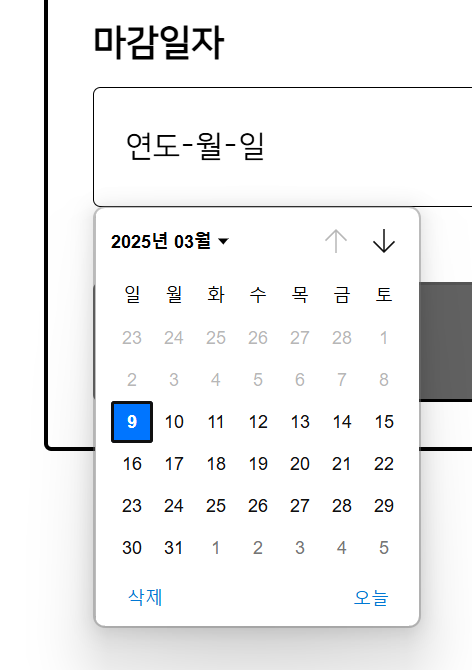 마감일자
연도-월-일
2025년 03월
일 월 화 수 목 금 토
23 24 25 26 27 28 1
2 3 4 5 6 7 8
9 10 11 12 13 14 15
16 17 18 19 20 21 22
23 24 25 26 27 28 29
30 31 1 2 3 4 5
삭제 오늘